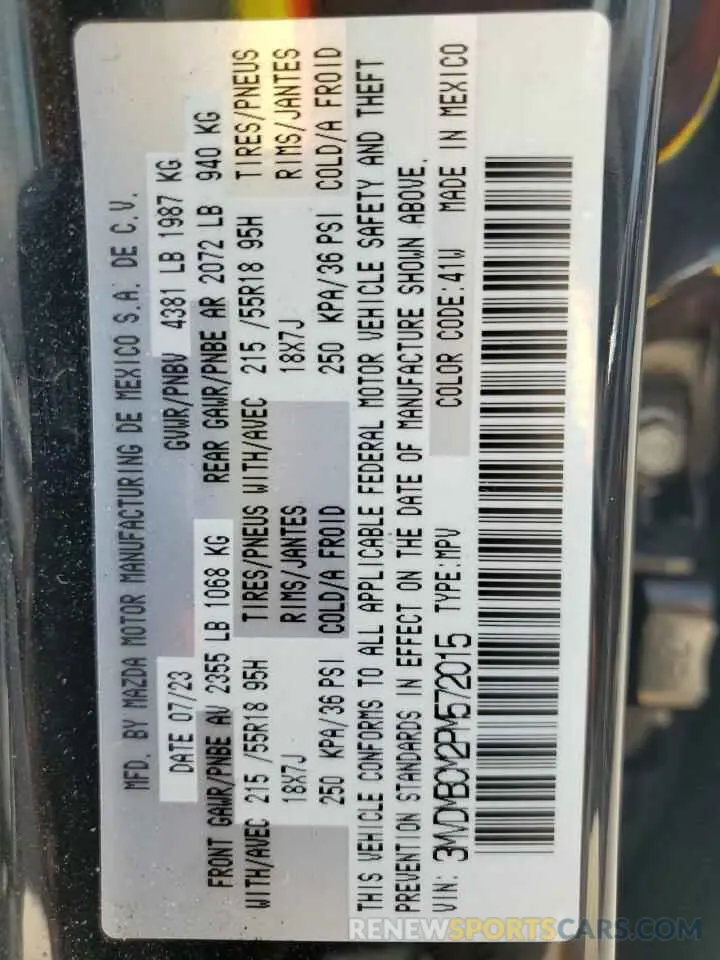 MFD. BY MAZDA MOTOR MANUFACTURING DE MEXICO S.A. DE C.V.
DATE 07/23 GVWR/PNBV 4381 LB 1987 KG
FRONT GAWR/PNBE AV 2355 LB 1068 KG REAR GAWR/PNBE AR 2072 LB 940 KG
WITH/AVEC 215 /55R18 95H TIRES/PNEUS WITH/AVEC 215 /55R18 95H TIRES/PNEUS
18X7J RIMS/JANTES 18X7J RIMS/JANTES
250 KPA/36 PSI COLD/A FROID 250 KPA/36 PSI COLD/A FROID
THIS VEHICLE CONFORMS TO ALL APPLICABLE FEDERAL MOTOR VEHICLE SAFETY AND THEFT
PREVENTION STANDARDS IN EFFECT ON THE DATE OF MANUFACTURE SHOWN ABOVE.
VIN: 3MVDMBCM2PM572015 TYPE:MPV COLOR CODE:41W MADE IN MEXICO
RENEWSTREETCARS.COM